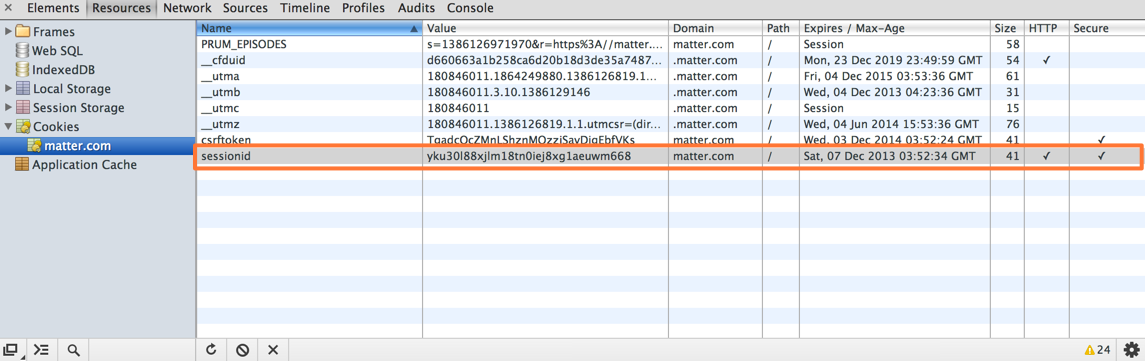 × Elements Resources Network Sources Timeline Profiles Audits Console
Frames
Web SQL
IndexedDB
Local Storage
Session Storage
Cookies
matter.com
Application Cache
Name Value Domain Path Expires / Max-Age Size HTTP Secure
PRUM_EPISODES s=1386126971970&r=https%3A//matter.... matter.com / Session 58
__cfduid d660663a1b258ca6d20b18d3de35a7487... .matter.com / Mon, 23 Dec 2019 23:49:59 GMT 54 ✓
__utma 180846011.1864249880.1386126819.1... .matter.com / Fri, 04 Dec 2015 03:53:36 GMT 61
__utmb 180846011.3.10.1386129146 .matter.com / Wed, 04 Dec 2013 04:23:36 GMT 31
__utmc 180846011 .matter.com / Session 15
__utmz 180846011.1386126819.1.1.utmcsr=(dir... .matter.com / Wed, 04 Jun 2014 15:53:36 GMT 76
csrftoken matter.com / Wed, 03 Dec 2014 03:52:24 GMT 41 ✓
sessionid yku30l88xjlm18tn0iej8xg1aeuwm668 matter.com / Sat, 07 Dec 2013 03:52:34 GMT 41 ✓ ✓
24